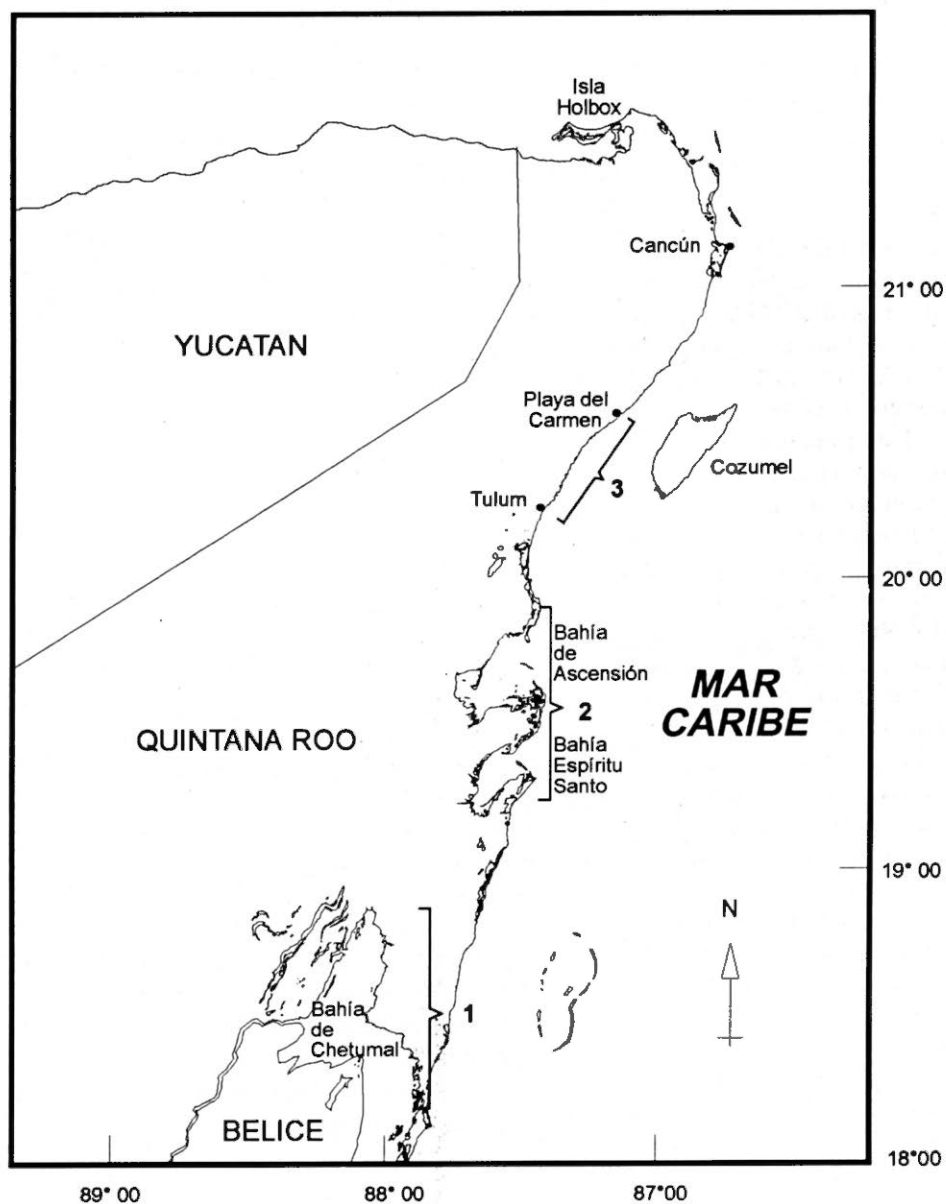 Isla
Holbox
Cancún
21° 00
YUCATAN
Playa del
Carmen
Cozumel
3
Tulum
20° 00
Bahía
de
Ascensión
MAR
CARIBE
2
QUINTANA ROO
Bahía
Espíritu
Santo
19° 00
N
1
Bahía
de
Chetumal
BELICE
18°00
89° 00
88° 00
87° 00